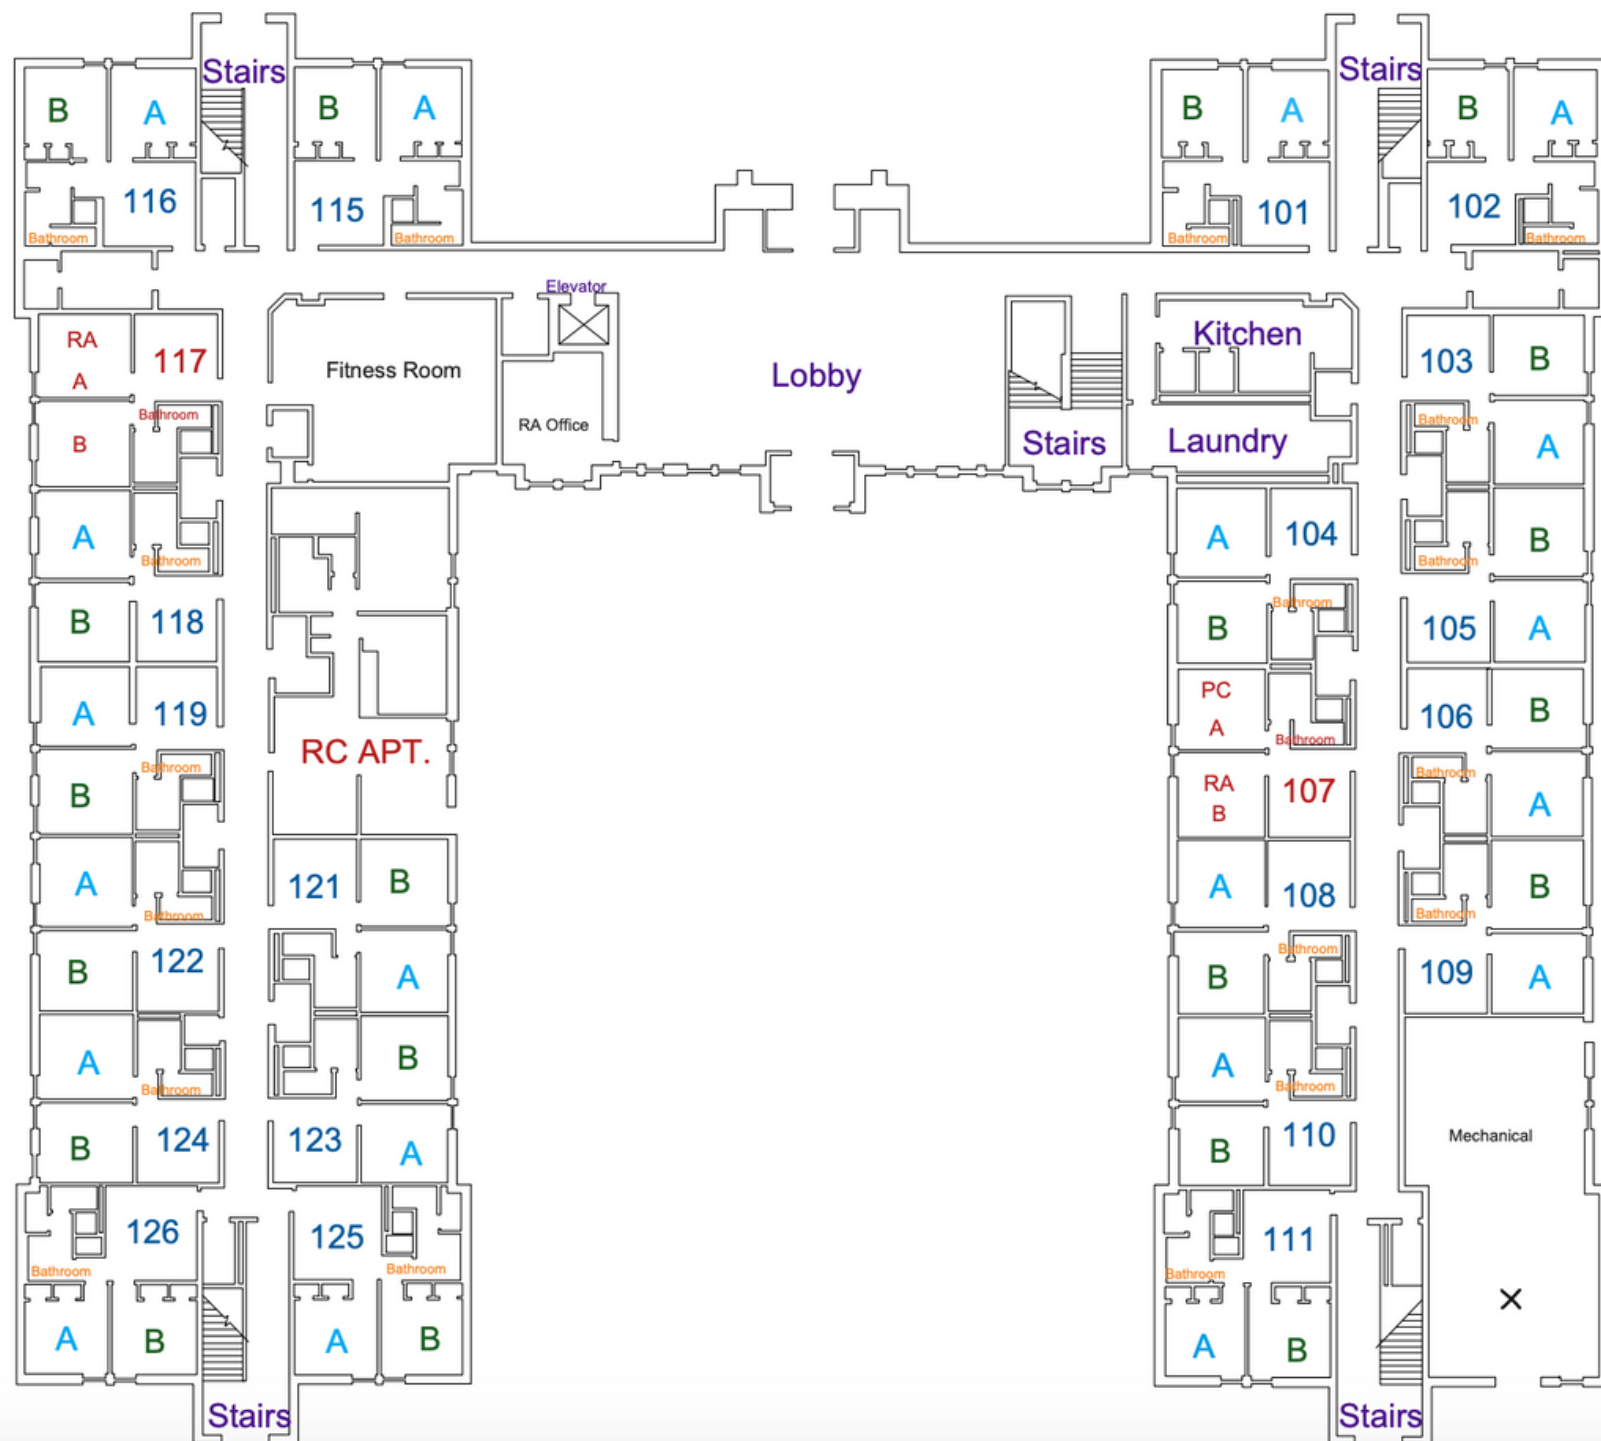 Stairs
Stairs
B
A
B
A
B
A
B
A
116
115
101
102
Bathroom
Bathroom
Bathroom
Bathroom
Elevator
RA
A
117
Fitness Room
Lobby
Kitchen
103
B
Bathroom
B
RA Office
Stairs
Laundry
Bathroom
A
A
Bathroom
A
104
Bathroom
B
B
118
Bathroom
B
105
A
A
119
PC
A
Bathroom
106
B
RC APT.
Bathroom
B
RA
B
107
Bathroom
A
A
Bathroom
121
B
A
108
Bathroom
B
B
122
A
Bathroom
B
109
A
A
Bathroom
B
A
Bathroom
B
124
123
A
B
110
Mechanical
126
125
111
Bathroom
Bathroom
Bathroom
A
B
A
B
A
B
X
Stairs
Stairs